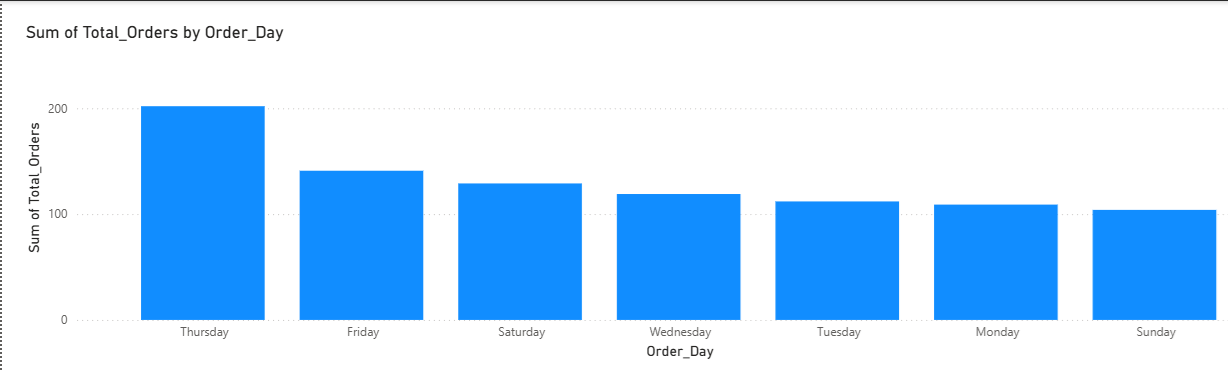 Sum of Total_Orders by Order_Day
200
100
0
Sum of Total_Orders
Thursday Friday Saturday Wednesday Tuesday Monday Sunday
Order_Day